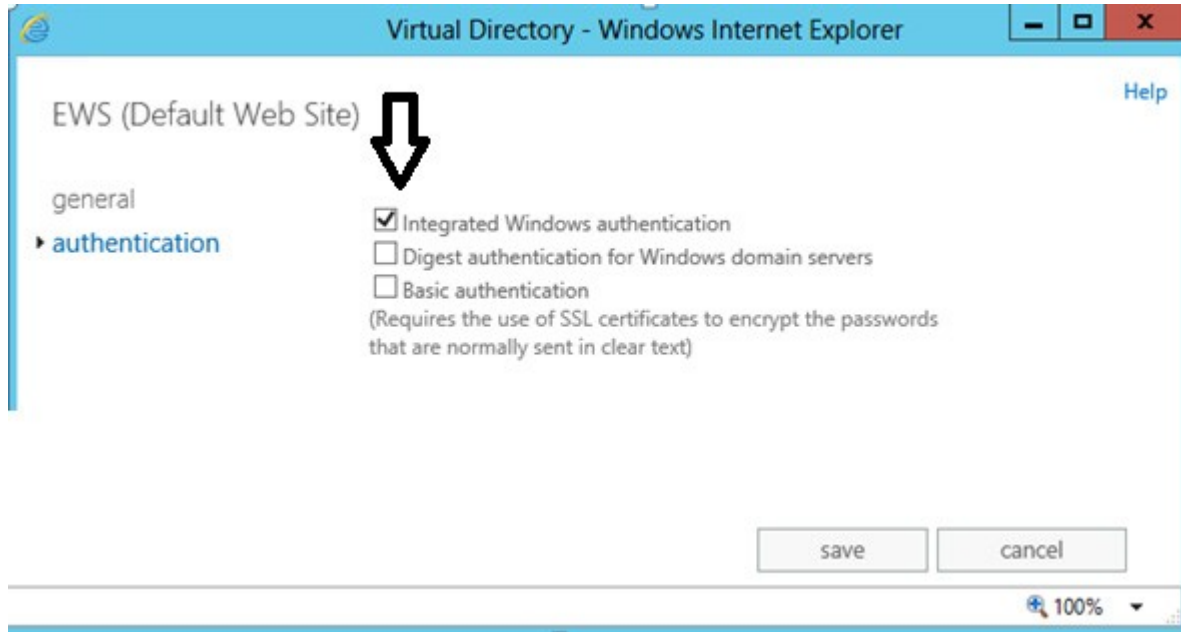 Virtual Directory - Windows Internet Explorer
Help
EWS (Default Web Site)
general
authentication
Integrated Windows authentication
Digest authentication for Windows domain servers
Basic authentication
(Requires the use of SSL certificates to encrypt the passwords
that are normally sent in clear text)
save
cancel
100%